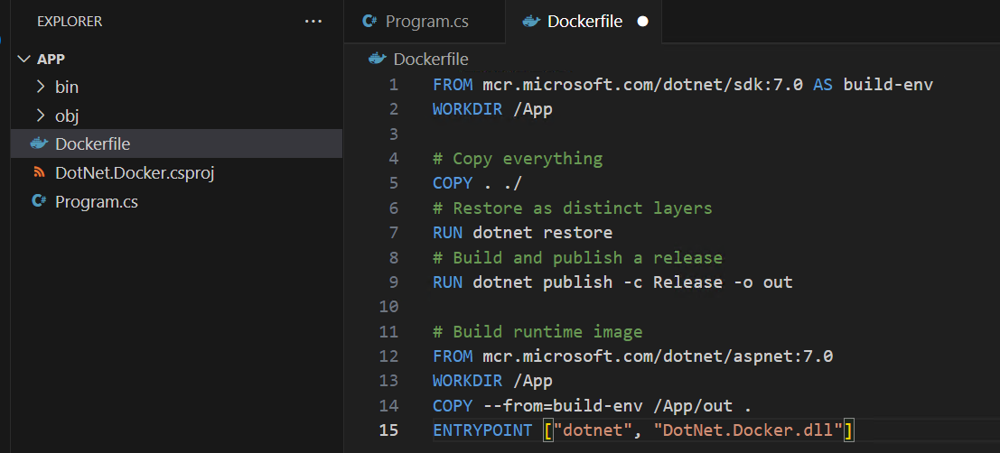 EXPLORER ...
APP
bin
obj
Dockerfile
DotNet.Docker.csproj
C# Program.cs
C# Program.cs
Dockerfile
Dockerfile
1 FROM mcr.microsoft.com/dotnet/sdk:7.0 AS build-env
2 WORKDIR /App
3
4 # Copy everything
5 COPY . ./
6 # Restore as distinct layers
7 RUN dotnet restore
8 # Build and publish a release
9 RUN dotnet publish -c Release -o out
10
11 # Build runtime image
12 FROM mcr.microsoft.com/dotnet/aspnet:7.0
13 WORKDIR /App
14 COPY --from=build-env /App/out .
15 ENTRYPOINT ["dotnet", "DotNet.Docker.dll"]